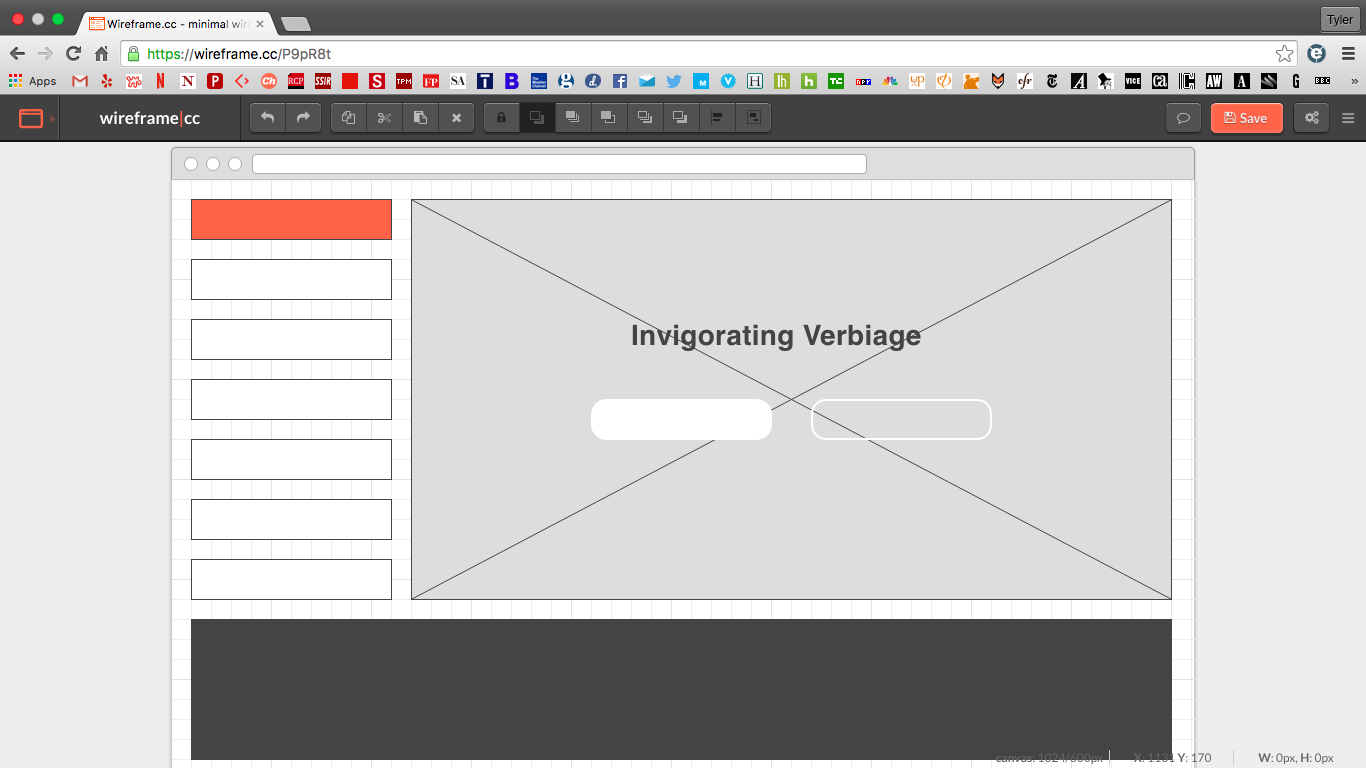 Wireframe.cc - minimal wir
Tyler
https://wireframe.cc/P9pR8t
Apps
wireframe|cc
Save
Invigorating Verbiage
canvas: 1024/600px
X: 1181 Y: 170
W: 0px, H: 0px